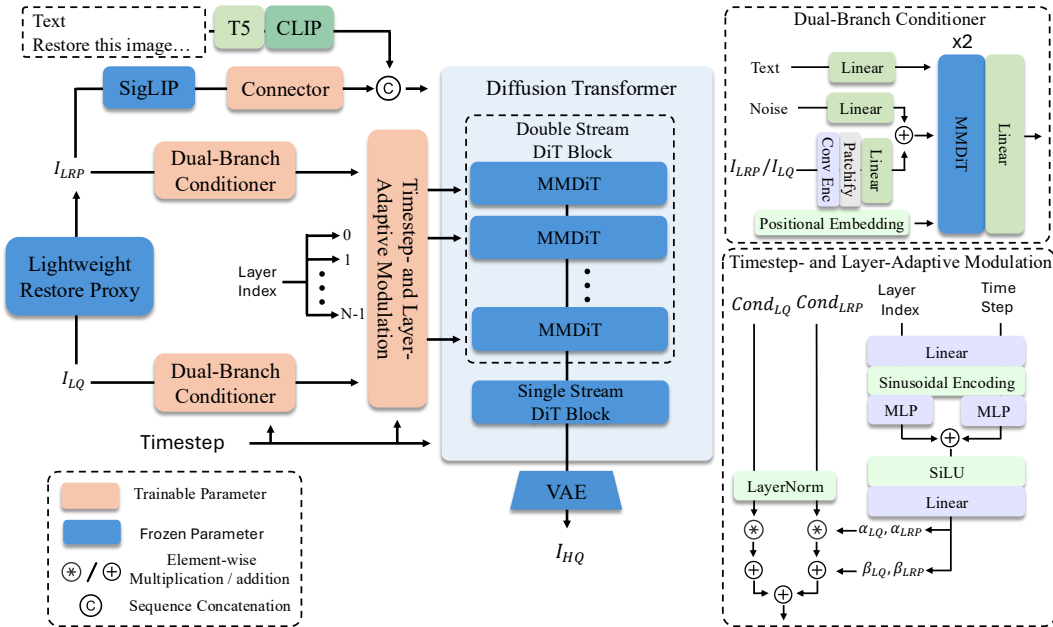 Text
Restore this image…
T5
CLIP
SigLIP
Connector
C
I_LRP
Dual-Branch
Conditioner
Lightweight
Restore Proxy
Layer
Index
0
1
N-1
I_LQ
Dual-Branch
Conditioner
Timestep
Timestep- and Layer-
Adaptive Modulation
Diffusion Transformer
Double Stream
DiT Block
MMDiT
MMDiT
MMDiT
Single Stream
DiT Block
VAE
I_HQ
Trainable Parameter
Frozen Parameter
Element-wise
Multiplication / addition
/
C
Sequence Concatenation
Dual-Branch Conditioner
x2
Text
Linear
Noise
Linear
I_LRP/I_LQ
Conv Enc
Patchify
Linear
Positional Embedding
MMDiT
Linear
Timestep- and Layer-Adaptive Modulation
Cond_LQ
Cond_LRP
Layer
Index
Time
Step
Linear
Sinusoidal Encoding
MLP
MLP
SiLU
Linear
LayerNorm
α_LQ, α_LRP
β_LQ, β_LRP